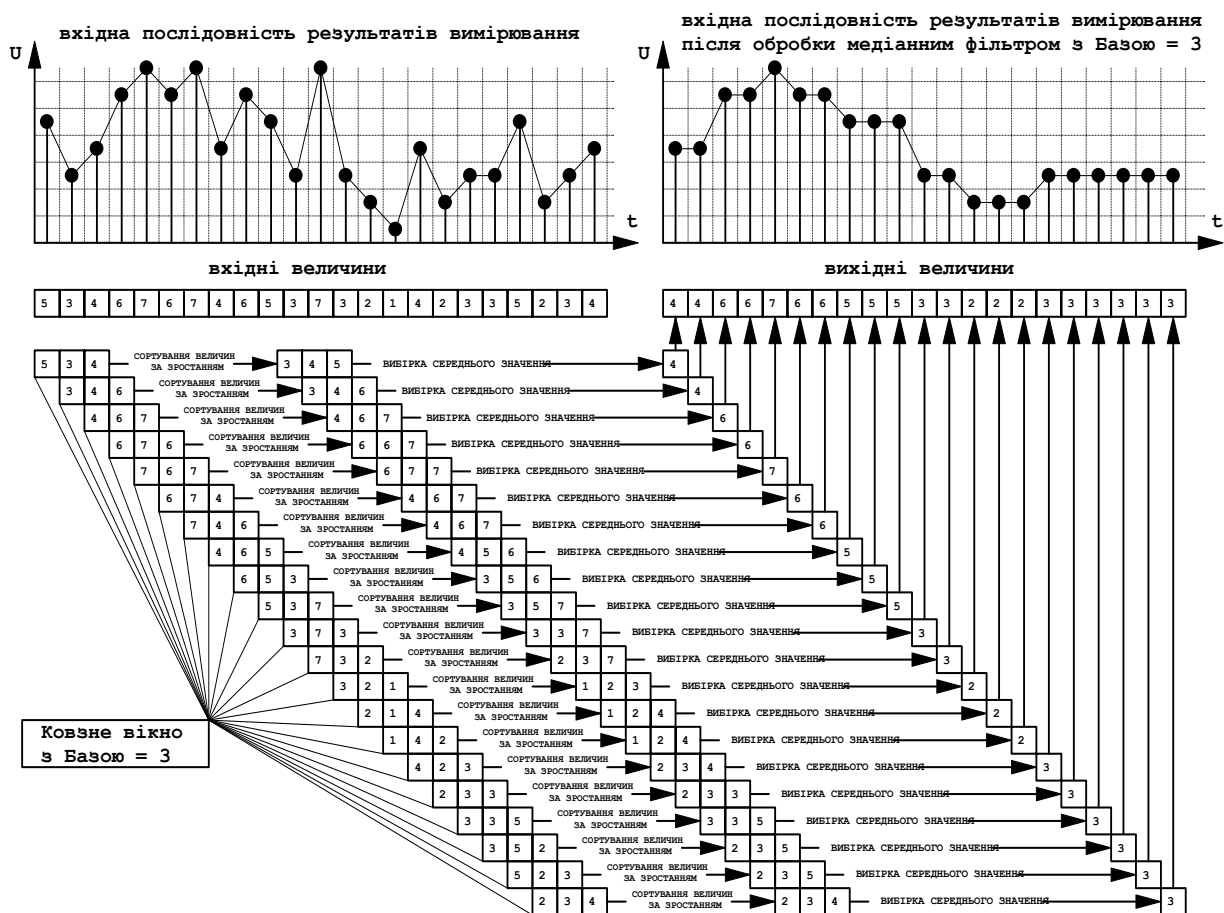 вхідна послідовність результатів вимірювання
U
t
вхідна послідовність результатів вимірювання
після обробки медіанним фільтром з Базою = 3
U
t
вхідні величини
вихідні величини
5 3 4 6 7 6 7 4 6 5 3 7 3 2 1 4 2 3 3 5 2 3 4
4 4 6 6 7 6 6 5 5 5 3 3 2 2 2 3 3 3 3 3 3
5 3 4 СОРТУВАННЯ ВЕЛИЧИН ЗА ЗРОСТАННЯМ 3 4 5 ВИБІРКА СЕРЕДНЬОГО ЗНАЧЕННЯ 4
3 4 6 СОРТУВАННЯ ВЕЛИЧИН ЗА ЗРОСТАННЯМ 3 4 6 ВИБІРКА СЕРЕДНЬОГО ЗНАЧЕННЯ 4
4 6 7 СОРТУВАННЯ ВЕЛИЧИН ЗА ЗРОСТАННЯМ 4 6 7 ВИБІРКА СЕРЕДНЬОГО ЗНАЧЕННЯ 6
6 7 6 СОРТУВАННЯ ВЕЛИЧИН ЗА ЗРОСТАННЯМ 6 6 7 ВИБІРКА СЕРЕДНЬОГО ЗНАЧЕННЯ 6
7 6 7 СОРТУВАННЯ ВЕЛИЧИН ЗА ЗРОСТАННЯМ 6 7 7 ВИБІРКА СЕРЕДНЬОГО ЗНАЧЕННЯ 7
6 7 4 СОРТУВАННЯ ВЕЛИЧИН ЗА ЗРОСТАННЯМ 4 6 7 ВИБІРКА СЕРЕДНЬОГО ЗНАЧЕННЯ 6
7 4 6 СОРТУВАННЯ ВЕЛИЧИН ЗА ЗРОСТАННЯМ 4 6 7 ВИБІРКА СЕРЕДНЬОГО ЗНАЧЕННЯ 6
4 6 5 СОРТУВАННЯ ВЕЛИЧИН ЗА ЗРОСТАННЯМ 4 5 6 ВИБІРКА СЕРЕДНЬОГО ЗНАЧЕННЯ 5
6 5 3 СОРТУВАННЯ ВЕЛИЧИН ЗА ЗРОСТАННЯМ 3 5 6 ВИБІРКА СЕРЕДНЬОГО ЗНАЧЕННЯ 5
5 3 7 СОРТУВАННЯ ВЕЛИЧИН ЗА ЗРОСТАННЯМ 3 5 7 ВИБІРКА СЕРЕДНЬОГО ЗНАЧЕННЯ 5
3 7 3 СОРТУВАННЯ ВЕЛИЧИН ЗА ЗРОСТАННЯМ 3 3 7 ВИБІРКА СЕРЕДНЬОГО ЗНАЧЕННЯ 3
7 3 2 СОРТУВАННЯ ВЕЛИЧИН ЗА ЗРОСТАННЯМ 2 3 7 ВИБІРКА СЕРЕДНЬОГО ЗНАЧЕННЯ 3
3 2 1 СОРТУВАННЯ ВЕЛИЧИН ЗА ЗРОСТАННЯМ 1 2 3 ВИБІРКА СЕРЕДНЬОГО ЗНАЧЕННЯ 2
2 1 4 СОРТУВАННЯ ВЕЛИЧИН ЗА ЗРОСТАННЯМ 1 2 4 ВИБІРКА СЕРЕДНЬОГО ЗНАЧЕННЯ 2
1 4 2 СОРТУВАННЯ ВЕЛИЧИН ЗА ЗРОСТАННЯМ 1 2 4 ВИБІРКА СЕРЕДНЬОГО ЗНАЧЕННЯ 2
4 2 3 СОРТУВАННЯ ВЕЛИЧИН ЗА ЗРОСТАННЯМ 2 3 4 ВИБІРКА СЕРЕДНЬОГО ЗНАЧЕННЯ 3
2 3 3 СОРТУВАННЯ ВЕЛИЧИН ЗА ЗРОСТАННЯМ 2 3 3 ВИБІРКА СЕРЕДНЬОГО ЗНАЧЕННЯ 3
3 3 5 СОРТУВАННЯ ВЕЛИЧИН ЗА ЗРОСТАННЯМ 3 3 5 ВИБІРКА СЕРЕДНЬОГО ЗНАЧЕННЯ 3
3 5 2 СОРТУВАННЯ ВЕЛИЧИН ЗА ЗРОСТАННЯМ 2 3 5 ВИБІРКА СЕРЕДНЬОГО ЗНАЧЕННЯ 3
5 2 3 СОРТУВАННЯ ВЕЛИЧИН ЗА ЗРОСТАННЯМ 2 3 5 ВИБІРКА СЕРЕДНЬОГО ЗНАЧЕННЯ 3
2 3 4 СОРТУВАННЯ ВЕЛИЧИН ЗА ЗРОСТАННЯМ 2 3 4 ВИБІРКА СЕРЕДНЬОГО ЗНАЧЕННЯ 3
Ковзне вікно
з Базою = 3